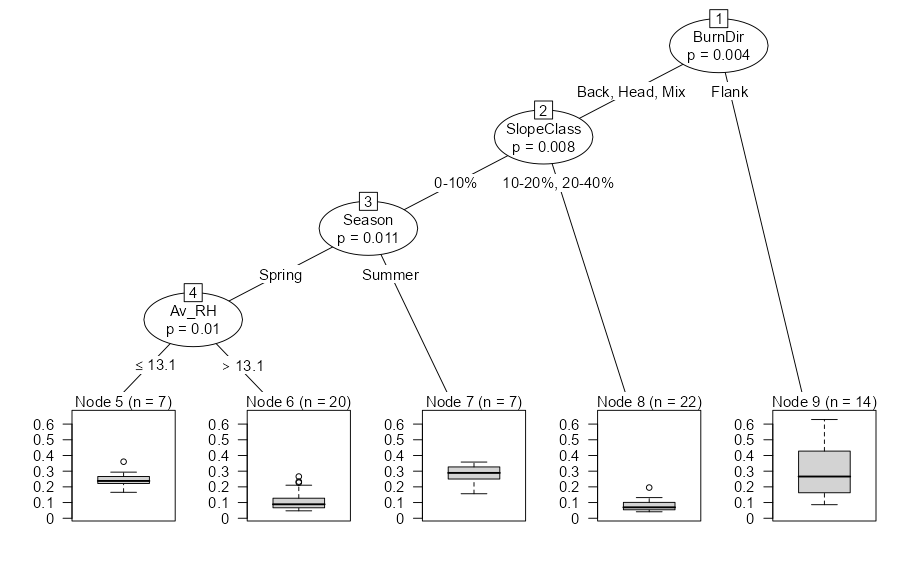 1
BurnDir
p = 0.004
Back, Head, Mix
Flank
2
SlopeClass
p = 0.008
0-10%
10-20%, 20-40%
3
Season
p = 0.011
Spring
Summer
4
Av_RH
p = 0.01
≤ 13.1
> 13.1
Node 5 (n = 7)
0.6
0.5
0.4
0.3
0.2
0.1
0
Node 6 (n = 20)
0.6
0.5
0.4
0.3
0.2
0.1
0
Node 7 (n = 7)
0.6
0.5
0.4
0.3
0.2
0.1
0
Node 8 (n = 22)
0.6
0.5
0.4
0.3
0.2
0.1
0
Node 9 (n = 14)
0.6
0.5
0.4
0.3
0.2
0.1
0